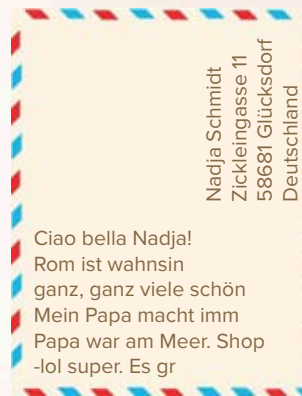 Nadja Schmidt
Zickleingasse 11
58681 Glücksdorf
Deutschland
Ciao bella Nadja!
Rom ist wahnsin
ganz, ganz viele schön
Mein Papa macht imm
Papa war am Meer. Shop
-lol super. Es gr